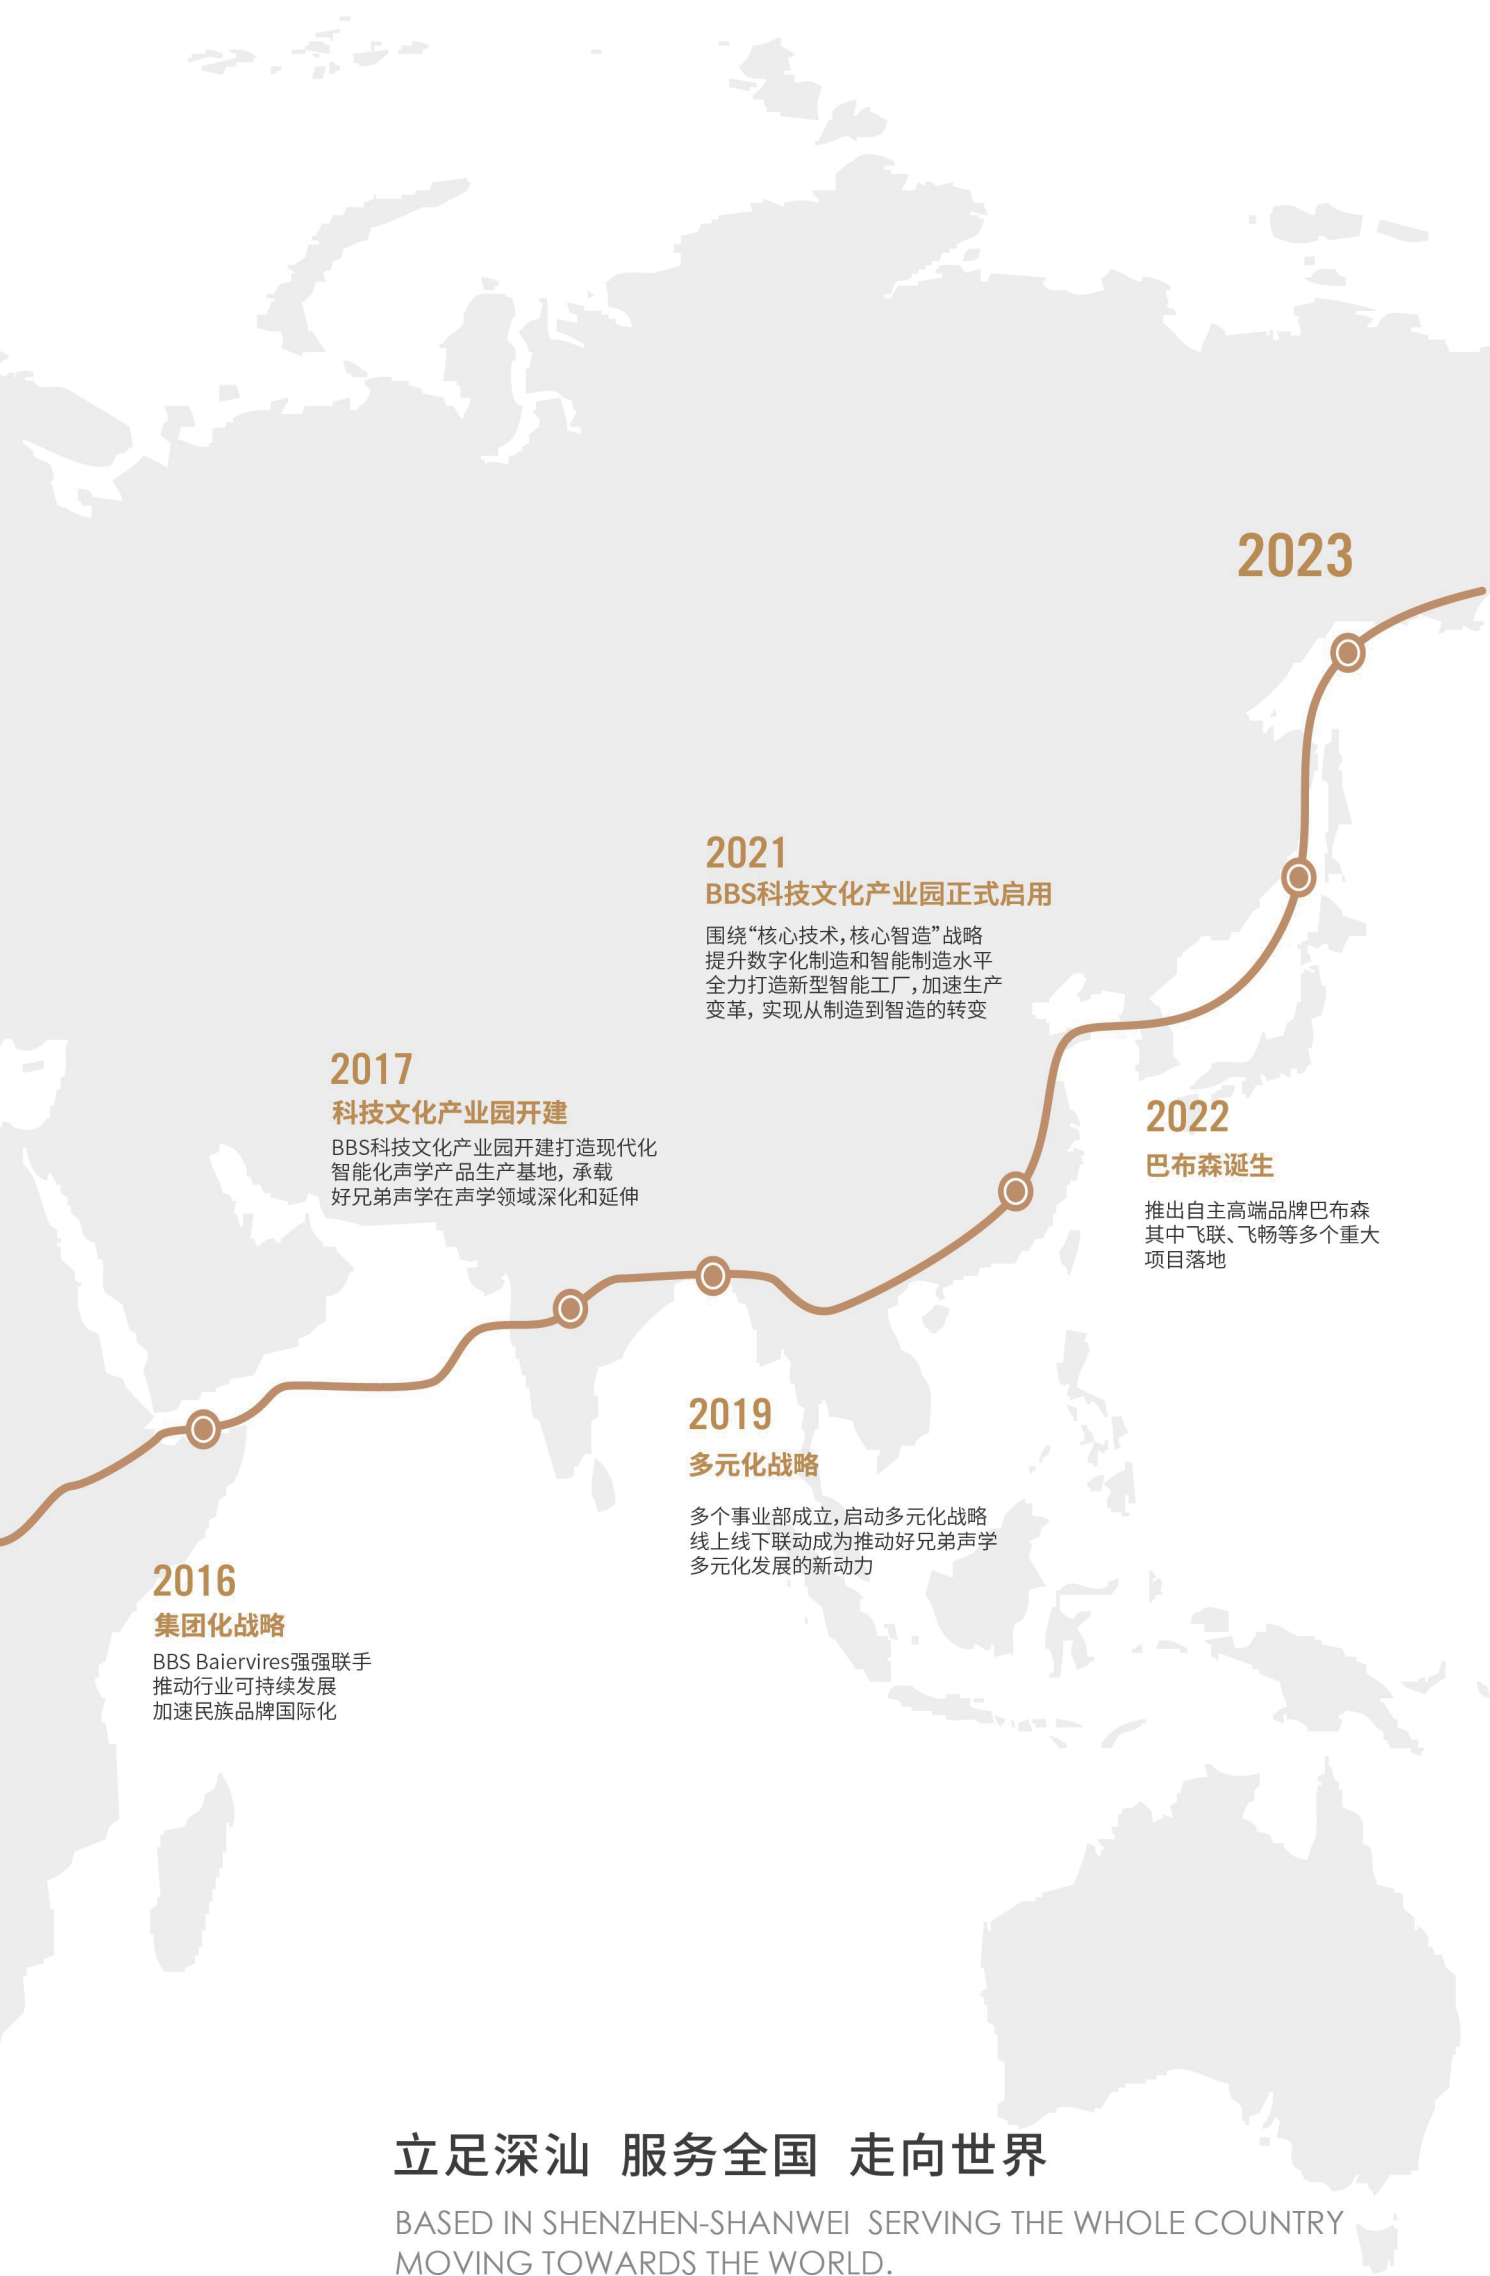 2023
2021
BBS科技文化产业园正式启用
围绕“核心技术，核心智造”战略
提升数字化制造和智能制造水平
全力打造新型智能工厂，加速生产
变革，实现从制造到智造的转变
2017
科技文化产业园开建
BBS科技文化产业园开建打造现代化
智能化声学产品生产基地，承载
好兄弟声学在声学领域深化和延伸
2022
巴布森诞生
推出自主高端品牌巴布森
其中飞联、飞畅等多个重大
项目落地
2019
多元化战略
多个事业部成立，启动多元化战略
线上线下联动成为推动好兄弟声学
多元化发展的新动力
2016
集团化战略
BBS Baiervires强强联手
推动行业可持续发展
加速民族品牌国际化
立足深汕 服务全国 走向世界
BASED IN SHENZHEN-SHANWEI SERVING THE WHOLE COUNTRY
MOVING TOWARDS THE WORLD.